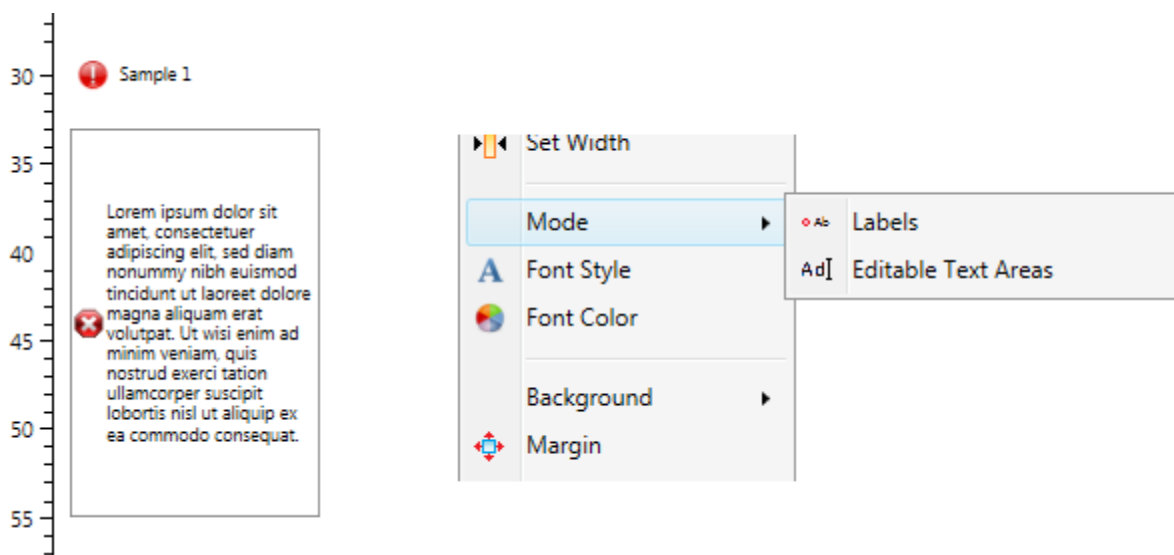 30
Sample 1
35
40
45
50
55
Lorem ipsum dolor sit
amet, consectetuer
adipiscing elit, sed diam
nonummy nibh euismod
tincidunt ut laoreet dolore
magna aliquam erat
volutpat. Ut wisi enim ad
minim veniam, quis
nostrud exerci tation
ullamcorper suscipit
lobortis nisl ut aliquip ex
ea commodo consequat.
Set Width
Mode
Font Style
Font Color
Background
Margin
Ab Labels
Ad Editable Text Areas